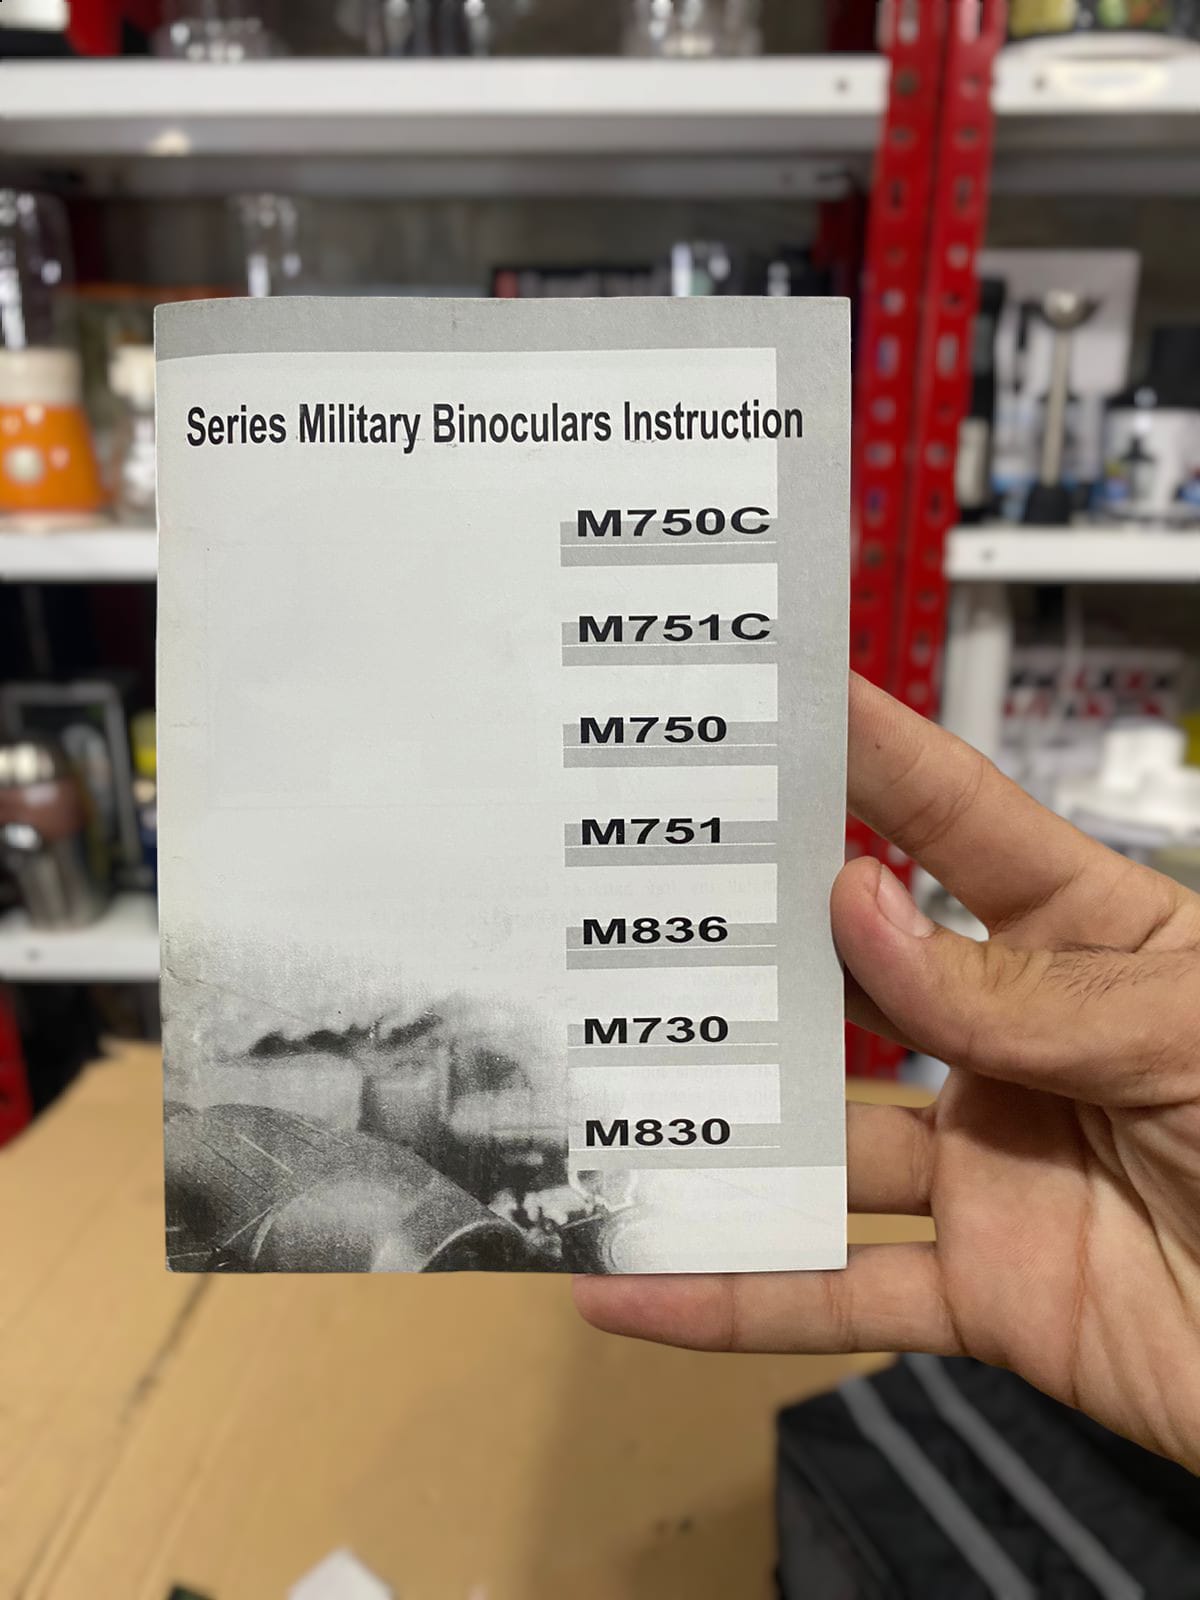 Series Military Binoculars Instruction
M750C
M751C
M750
M751
M836
M730
M830